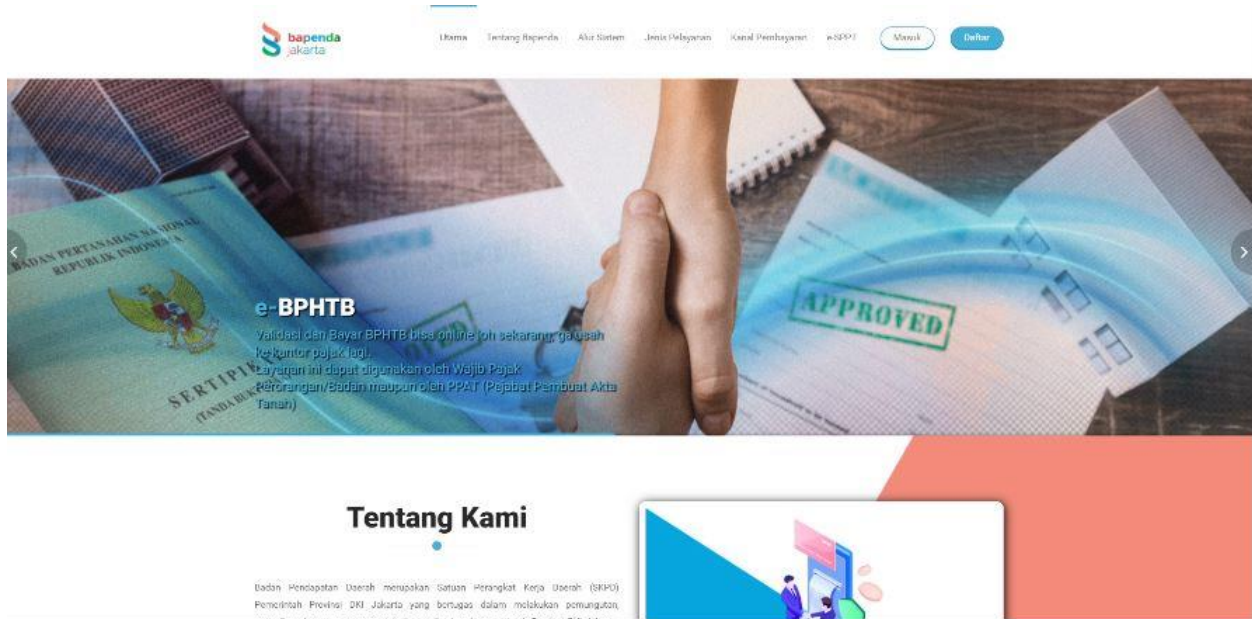 bapenda
jakarta
Utama Tentang Bapenda Alur Sistem Jenis Pelayanan Kanal Pembayaran e-SPPT Masuk Daftar
BADAN PERTANAHAN NASIONAL
REPUBLIK INDONESIA
APPROVED
e-BPHTB
Validasi dan Bayar BPHTB bisa online loh sekarang, ga usah
ke kantor pajak lagi.
Layanan ini dapat digunakan oleh Wajib Pajak
Perorangan/Badan maupun oleh PPAT (Pejabat Pembuat Akta
Tanah)
Tentang Kami
Badan Pendapatan Daerah merupakan Satuan Perangkat Kerja Daerah (SKPD)
Pemerintah Provinsi DKI Jakarta yang bertugas dalam melakukan pemungutan,